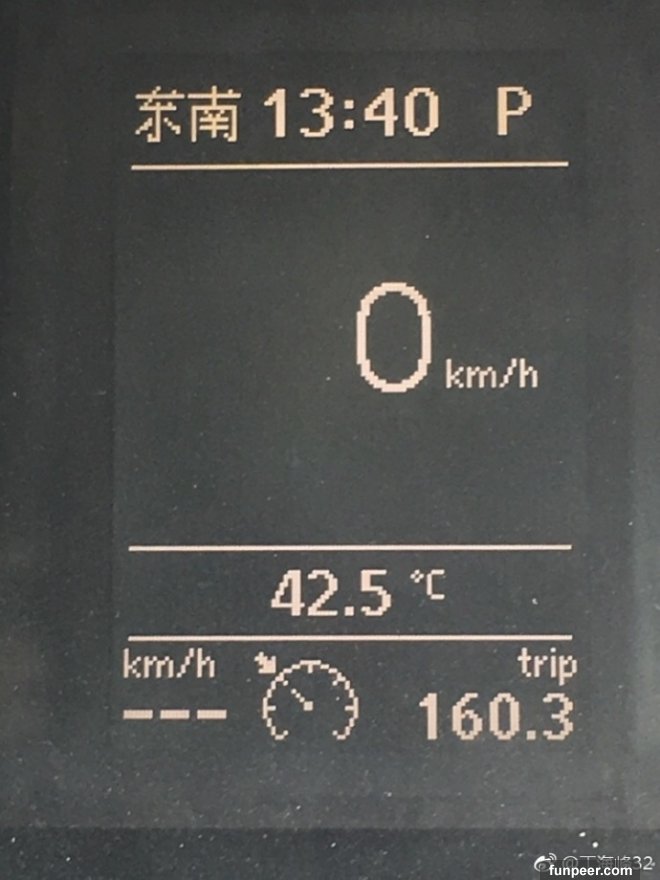 东南 13:40 P
0 km/h
42.5 °C
km/h trip
--- 160.3
funpeer.com